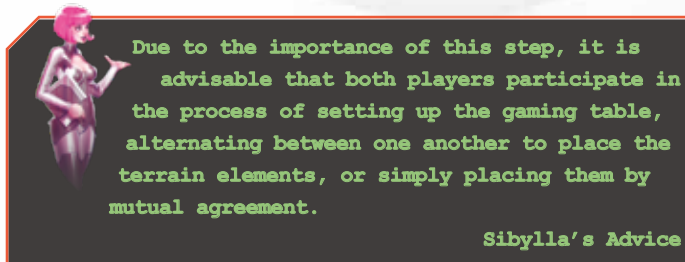 Due to the importance of this step, it is
advisable that both players participate in
the process of setting up the gaming table,
alternating between one another to place the
terrain elements, or simply placing them by
mutual agreement.
Sibylla's Advice